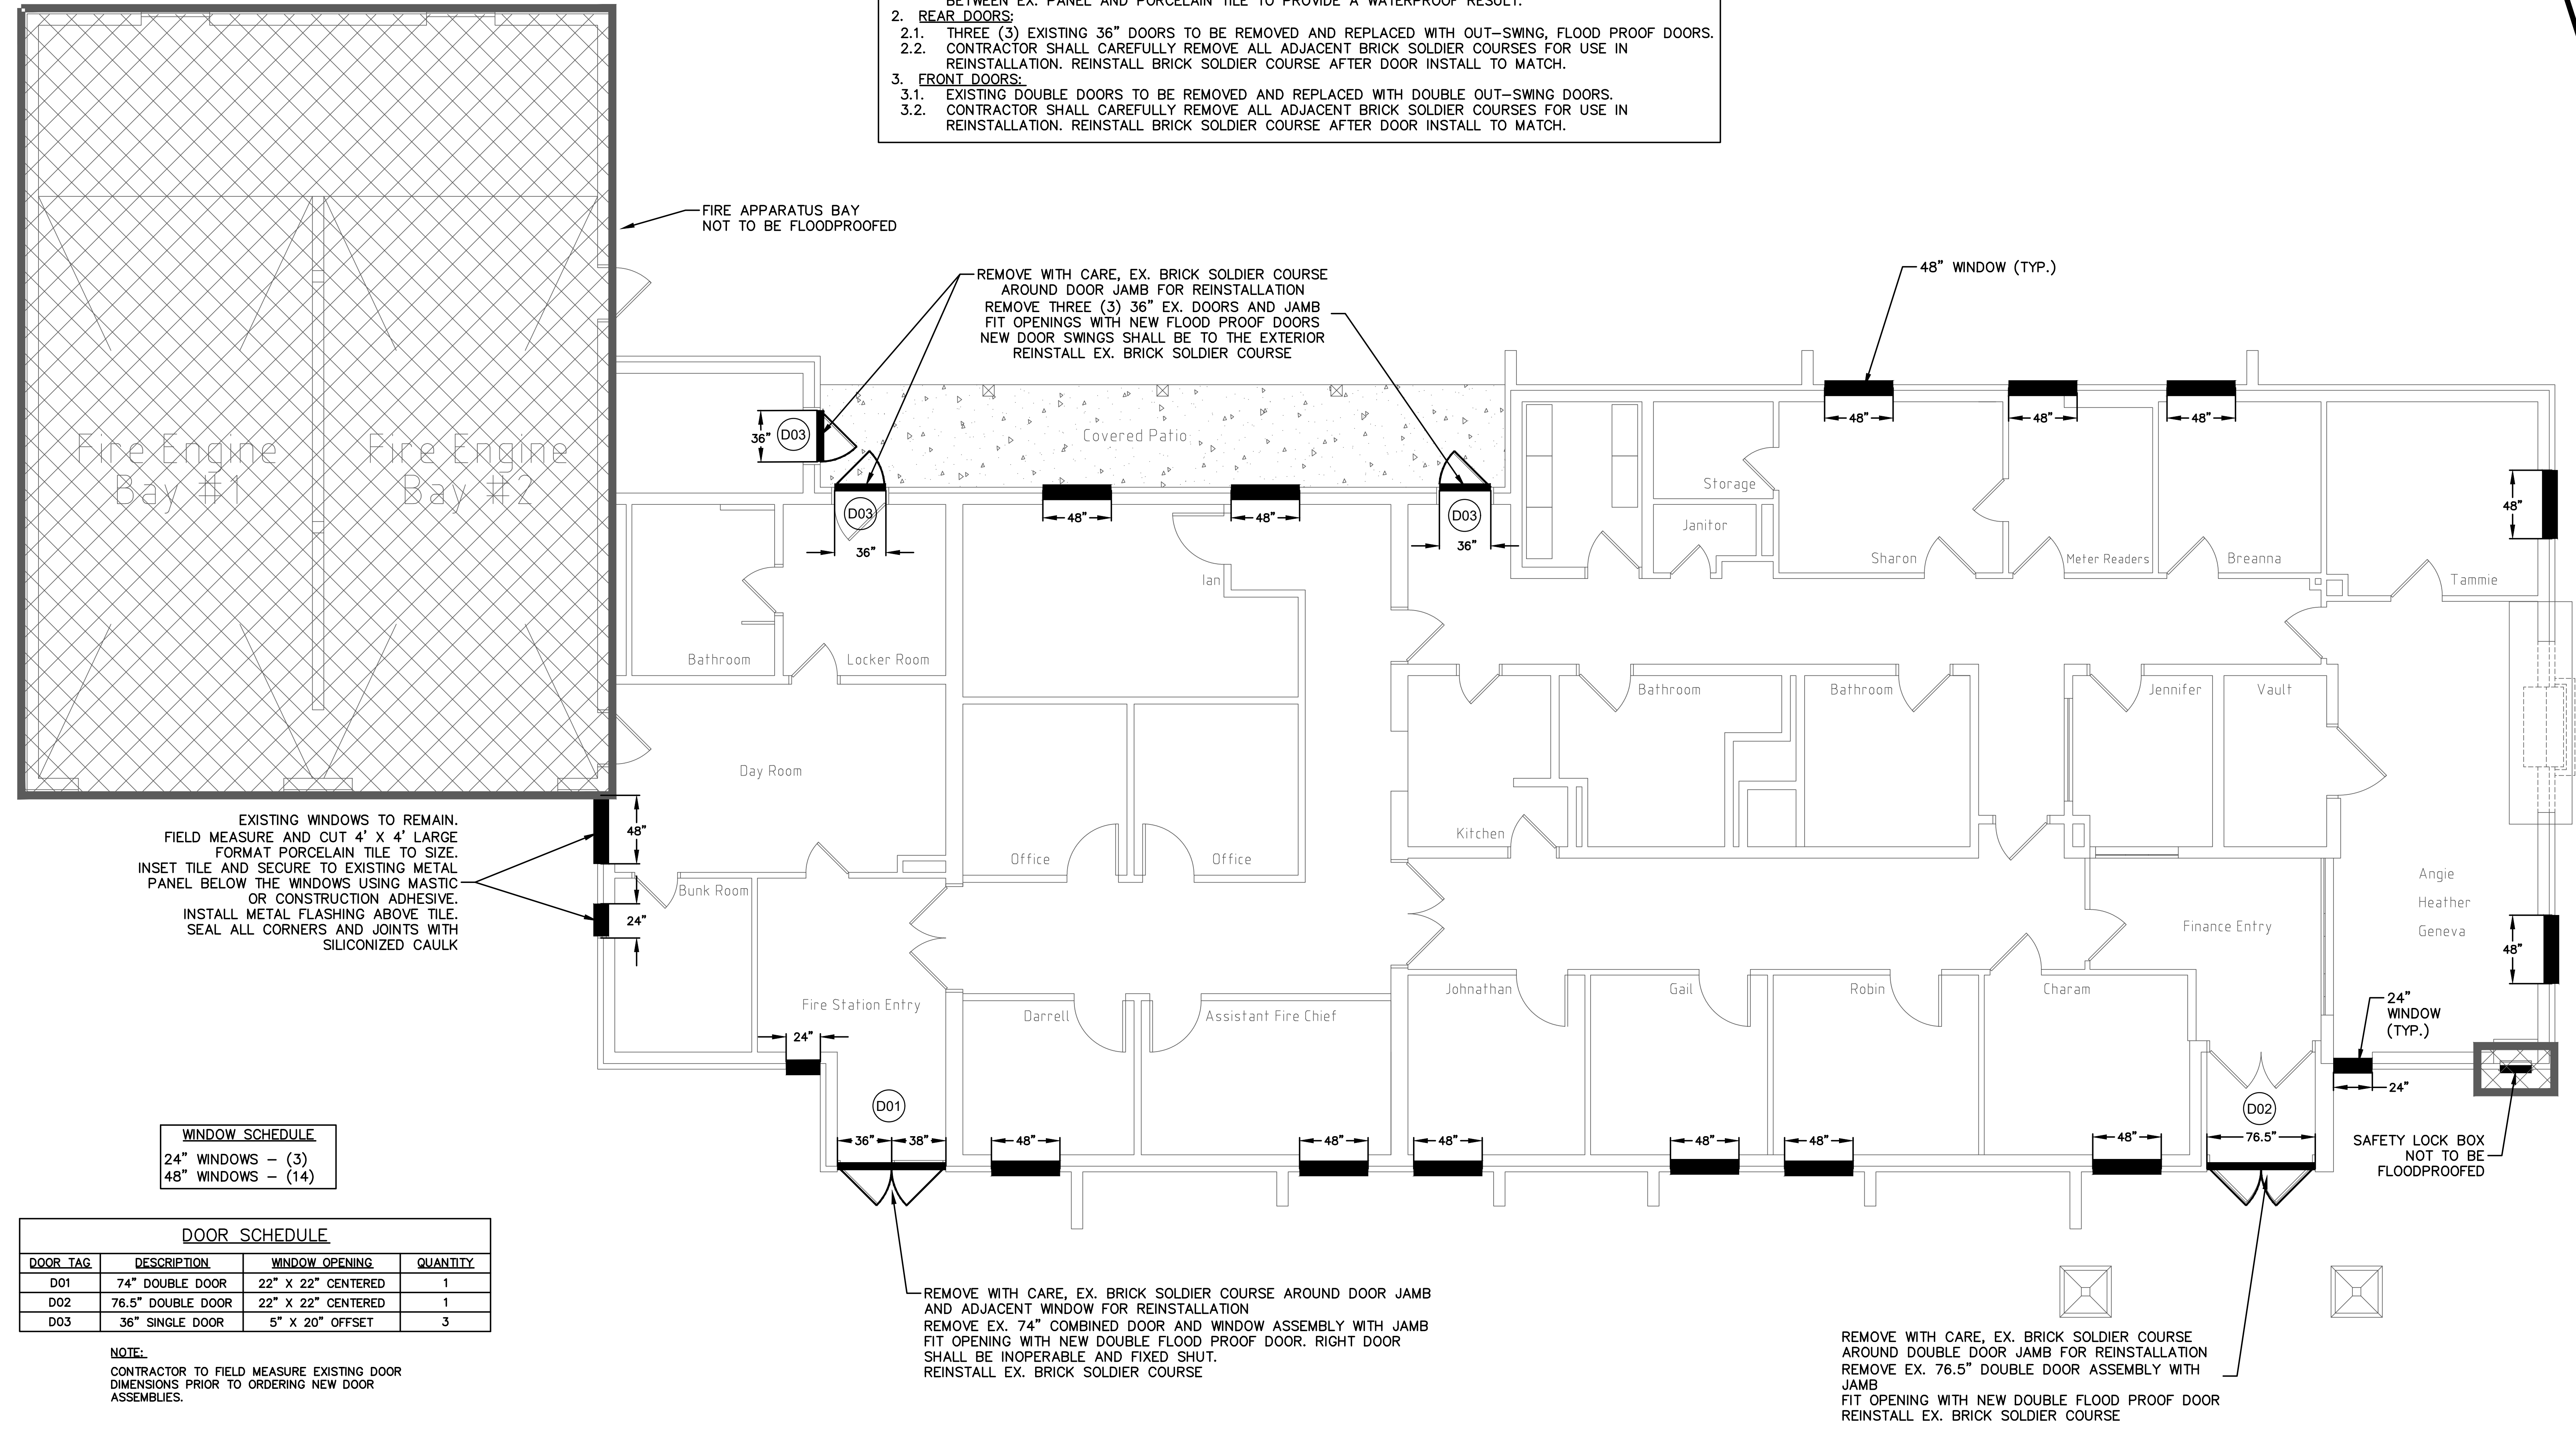 BETWEEN EX. PANEL AND PORCELAIN TILE TO PROVIDE A WATERPROOF RESULT.
2. REAR DOORS:
2.1. THREE (3) EXISTING 36" DOORS TO BE REMOVED AND REPLACED WITH OUT-SWING, FLOOD PROOF DOORS.
2.2. CONTRACTOR SHALL CAREFULLY REMOVE ALL ADJACENT BRICK SOLDIER COURSES FOR USE IN
REINSTALLATION. REINSTALL BRICK SOLDIER COURSE AFTER DOOR INSTALL TO MATCH.
3. FRONT DOORS:
3.1. EXISTING DOUBLE DOORS TO BE REMOVED AND REPLACED WITH DOUBLE OUT-SWING DOORS.
3.2. CONTRACTOR SHALL CAREFULLY REMOVE ALL ADJACENT BRICK SOLDIER COURSES FOR USE IN
REINSTALLATION. REINSTALL BRICK SOLDIER COURSE AFTER DOOR INSTALL TO MATCH.
FIRE APPARATUS BAY
NOT TO BE FLOODPROOFED
REMOVE WITH CARE, EX. BRICK SOLDIER COURSE
AROUND DOOR JAMB FOR REINSTALLATION
REMOVE THREE (3) 36" EX. DOORS AND JAMB
FIT OPENINGS WITH NEW FLOOD PROOF DOORS
NEW DOOR SWINGS SHALL BE TO THE EXTERIOR
REINSTALL EX. BRICK SOLDIER COURSE
48" WINDOW (TYP.)
48"
48"
48"
36"
D03
Covered Patio
Fire Engine
Bay #1
Fire Engine
Bay #2
Storage
48"
D03
48"
48"
D03
36"
36"
Janitor
Sharon
Meter Readers
Breanna
Tammie
Ian
Bathroom
Locker Room
Bathroom
Bathroom
Jennifer
Vault
Day Room
EXISTING WINDOWS TO REMAIN.
FIELD MEASURE AND CUT 4' X 4' LARGE
FORMAT PORCELAIN TILE TO SIZE.
INSET TILE AND SECURE TO EXISTING METAL
PANEL BELOW THE WINDOWS USING MASTIC
OR CONSTRUCTION ADHESIVE.
INSTALL METAL FLASHING ABOVE TILE.
SEAL ALL CORNERS AND JOINTS WITH
SILICONIZED CAULK
48"
24"
Kitchen
Office
Office
Bunk Room
Angie
Heather
Geneva
Finance Entry
48"
Fire Station Entry
Darrell
Assistant Fire Chief
Johnathan
Gail
Robin
Charam
24"
WINDOW
(TYP.)
24"
24"
D01
D02
36"
38"
48"
48"
48"
48"
48"
48"
76.5"
SAFETY LOCK BOX
NOT TO BE
FLOODPROOFED
WINDOW SCHEDULE
24" WINDOWS - (3)
48" WINDOWS - (14)
DOOR SCHEDULE
DOOR TAG DESCRIPTION WINDOW OPENING QUANTITY
D01 74" DOUBLE DOOR 22" X 22" CENTERED 1
D02 76.5" DOUBLE DOOR 22" X 22" CENTERED 1
D03 36" SINGLE DOOR 5" X 20" OFFSET 3
NOTE:
CONTRACTOR TO FIELD MEASURE EXISTING DOOR
DIMENSIONS PRIOR TO ORDERING NEW DOOR
ASSEMBLIES.
REMOVE WITH CARE, EX. BRICK SOLDIER COURSE AROUND DOOR JAMB
AND ADJACENT WINDOW FOR REINSTALLATION
REMOVE EX. 74" COMBINED DOOR AND WINDOW ASSEMBLY WITH JAMB
FIT OPENING WITH NEW DOUBLE FLOOD PROOF DOOR. RIGHT DOOR
SHALL BE INOPERABLE AND FIXED SHUT.
REINSTALL EX. BRICK SOLDIER COURSE
REMOVE WITH CARE, EX. BRICK SOLDIER COURSE
AROUND DOUBLE DOOR JAMB FOR REINSTALLATION
REMOVE EX. 76.5" DOUBLE DOOR ASSEMBLY WITH
JAMB
FIT OPENING WITH NEW DOUBLE FLOOD PROOF DOOR
REINSTALL EX. BRICK SOLDIER COURSE